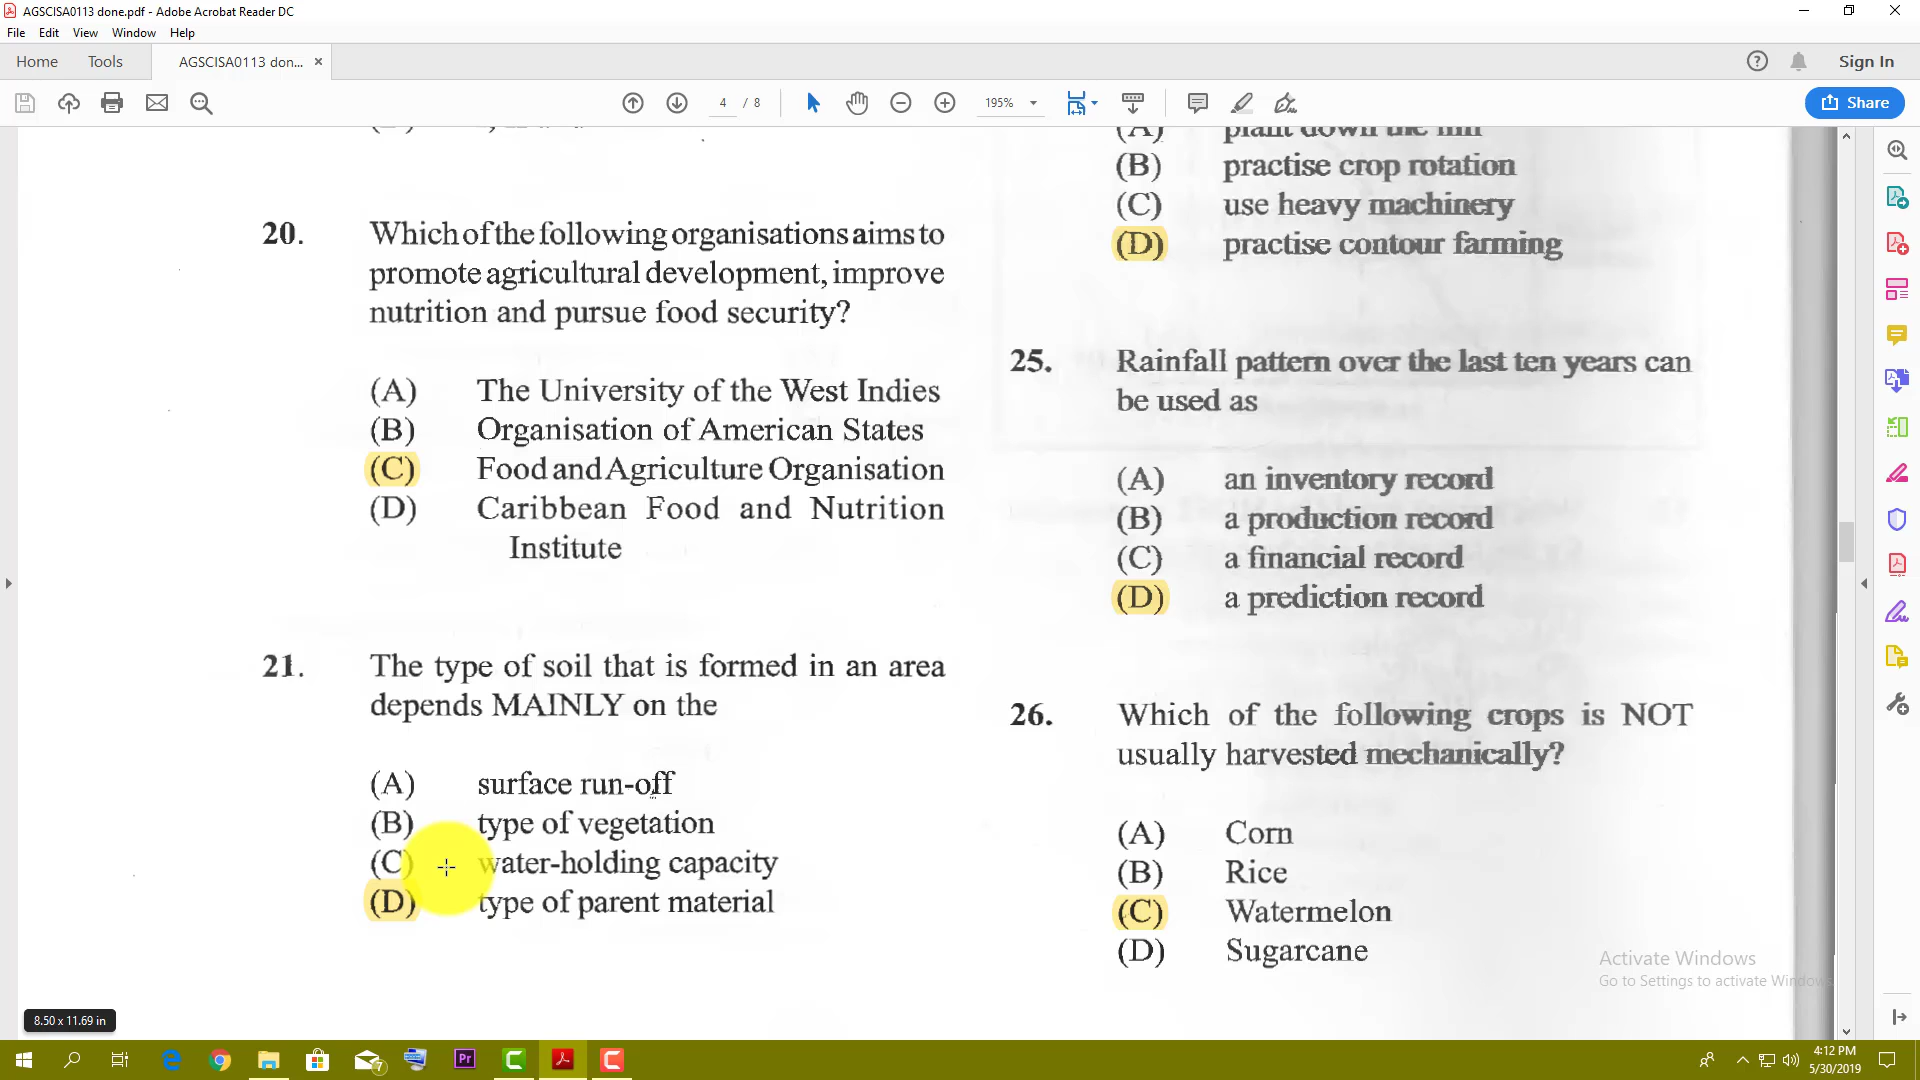 AGSCISA0113 done.pdf - Adobe Acrobat Reader DC
File Edit View Window Help
Home Tools AGSCISA0113 don... × Sign In
4 / 8 195% Share
20. Which of the following organisations aims to
promote agricultural development, improve
nutrition and pursue food security?
(A) The University of the West Indies
(B) Organisation of American States
(C) Food and Agriculture Organisation
(D) Caribbean Food and Nutrition
Institute
21. The type of soil that is formed in an area
depends MAINLY on the
(A) surface run-off
(B) type of vegetation
(C) water-holding capacity
(D) type of parent material
(A) plant down the hill
(B) practise crop rotation
(C) use heavy machinery
(D) practise contour farming
25. Rainfall pattern over the last ten years can
be used as
(A) an inventory record
(B) a production record
(C) a financial record
(D) a prediction record
26. Which of the following crops is NOT
usually harvested mechanically?
(A) Corn
(B) Rice
(C) Watermelon
(D) Sugarcane
Activate Windows
Go to Settings to activate Windows.
8.50 x 11.69 in
7 Pr 4:12 PM
5/30/2019